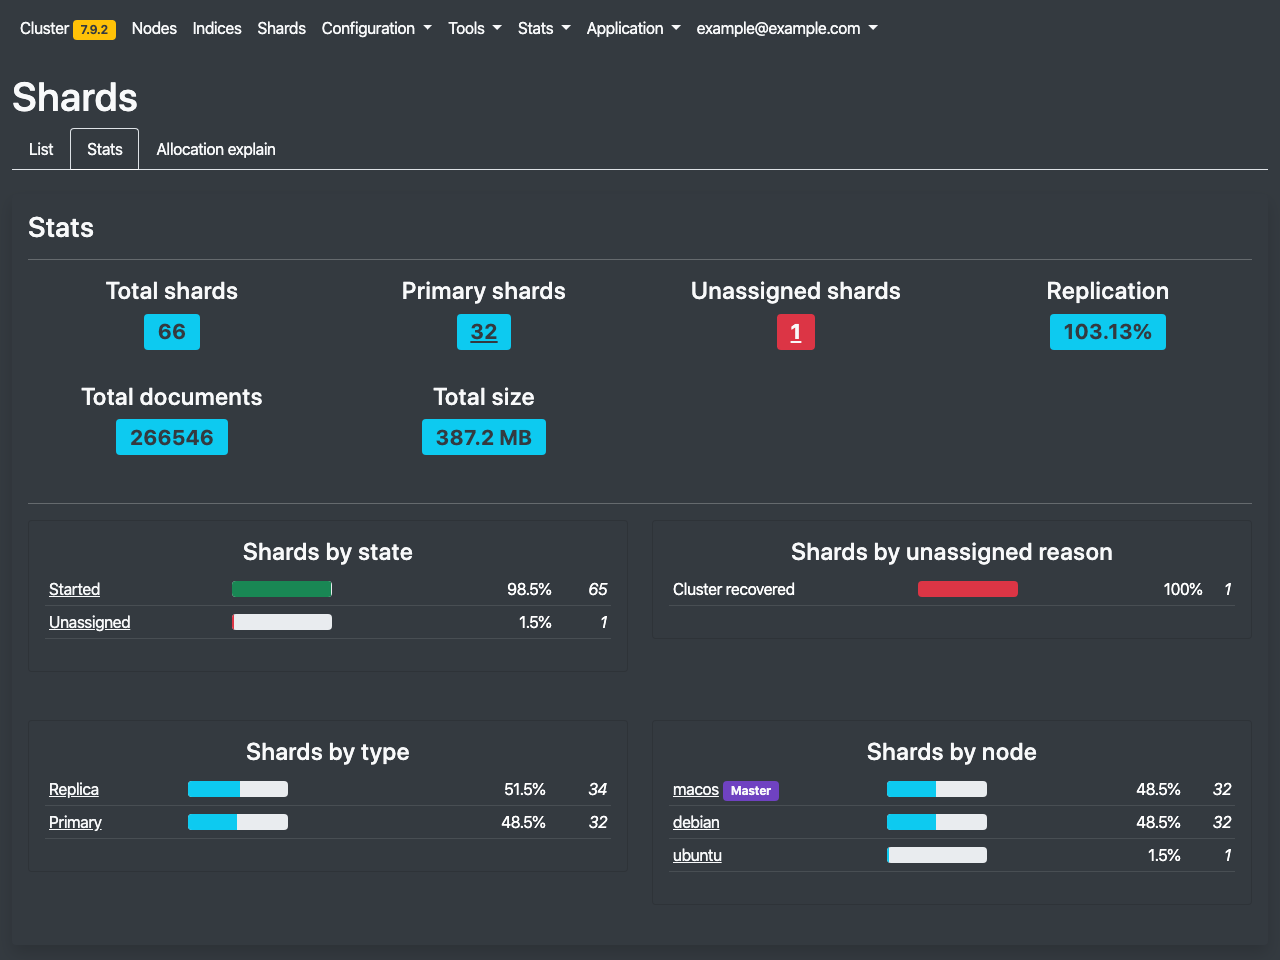 Cluster 7.9.2 Nodes Indices Shards Configuration Tools Stats Application example@example.com
Shards
List Stats Allocation explain
Stats
Total shards Primary shards Unassigned shards Replication
66 32 1 103.13%
Total documents Total size
266546 387.2 MB
Shards by state
Started 98.5% 65
Unassigned 1.5% 1
Shards by unassigned reason
Cluster recovered 100% 1
Shards by type
Replica 51.5% 34
Primary 48.5% 32
Shards by node
macos Master 48.5% 32
debian 48.5% 32
ubuntu 1.5% 1